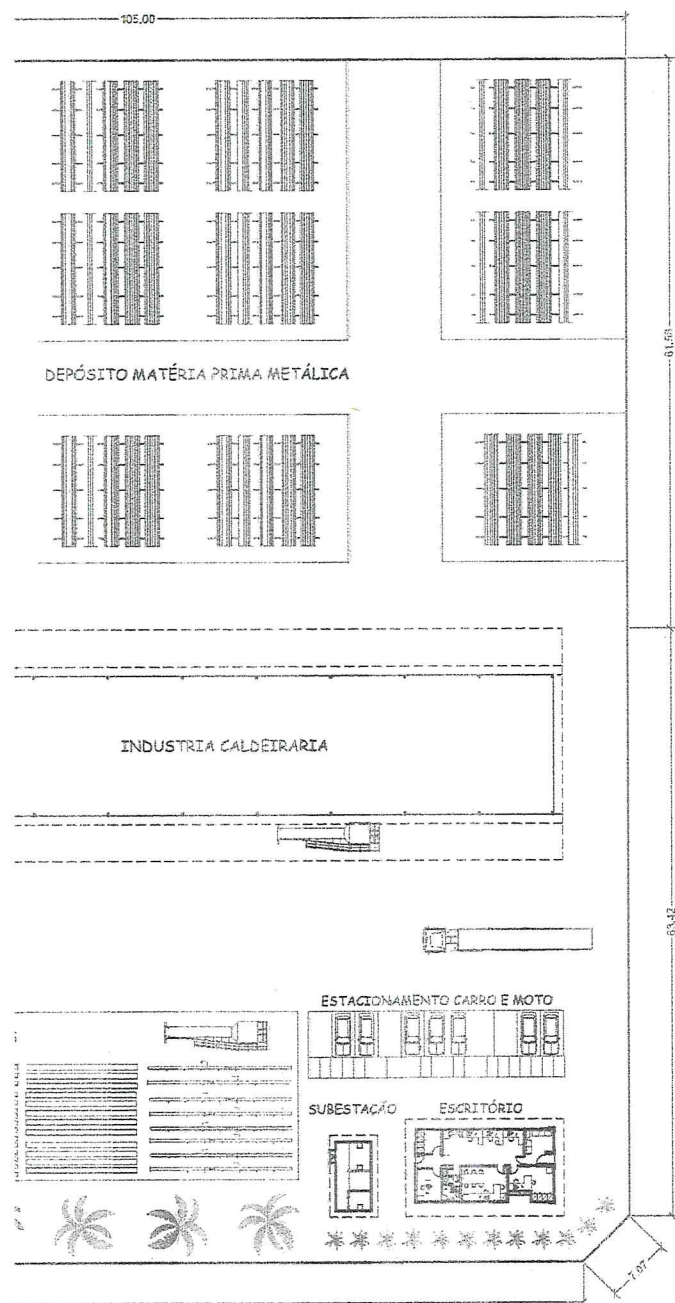 105.00
61.58
DEPÓSITO MATÉRIA PRIMA METÁLICA
INDUSTRIA CALDEIRARIA
63.42
ESTACIONAMENTO CARRO E MOTO
SUBESTAÇÃO
ESCRITÓRIO
7.07